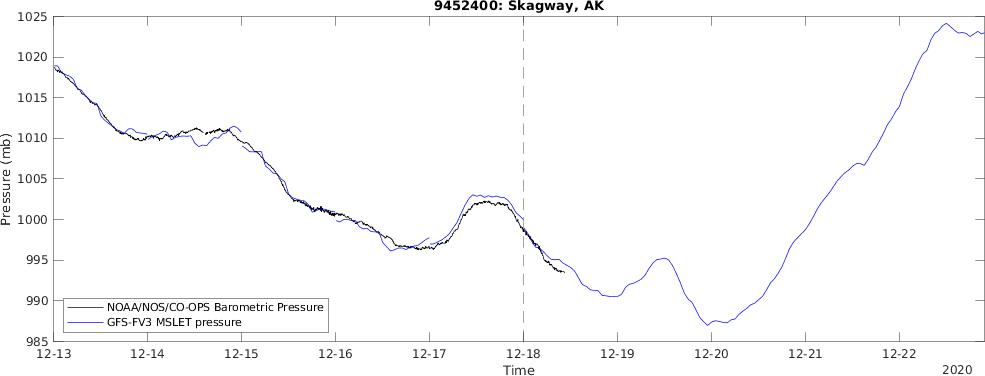 9452400: Skagway, AK
Pressure (mb)
1025
1020
1015
1010
1005
1000
995
990
985
NOAA/NOS/CO-OPS Barometric Pressure
GFS-FV3 MSLET pressure
12-13 12-14 12-15 12-16 12-17 12-18 12-19 12-20 12-21 12-22
Time
2020